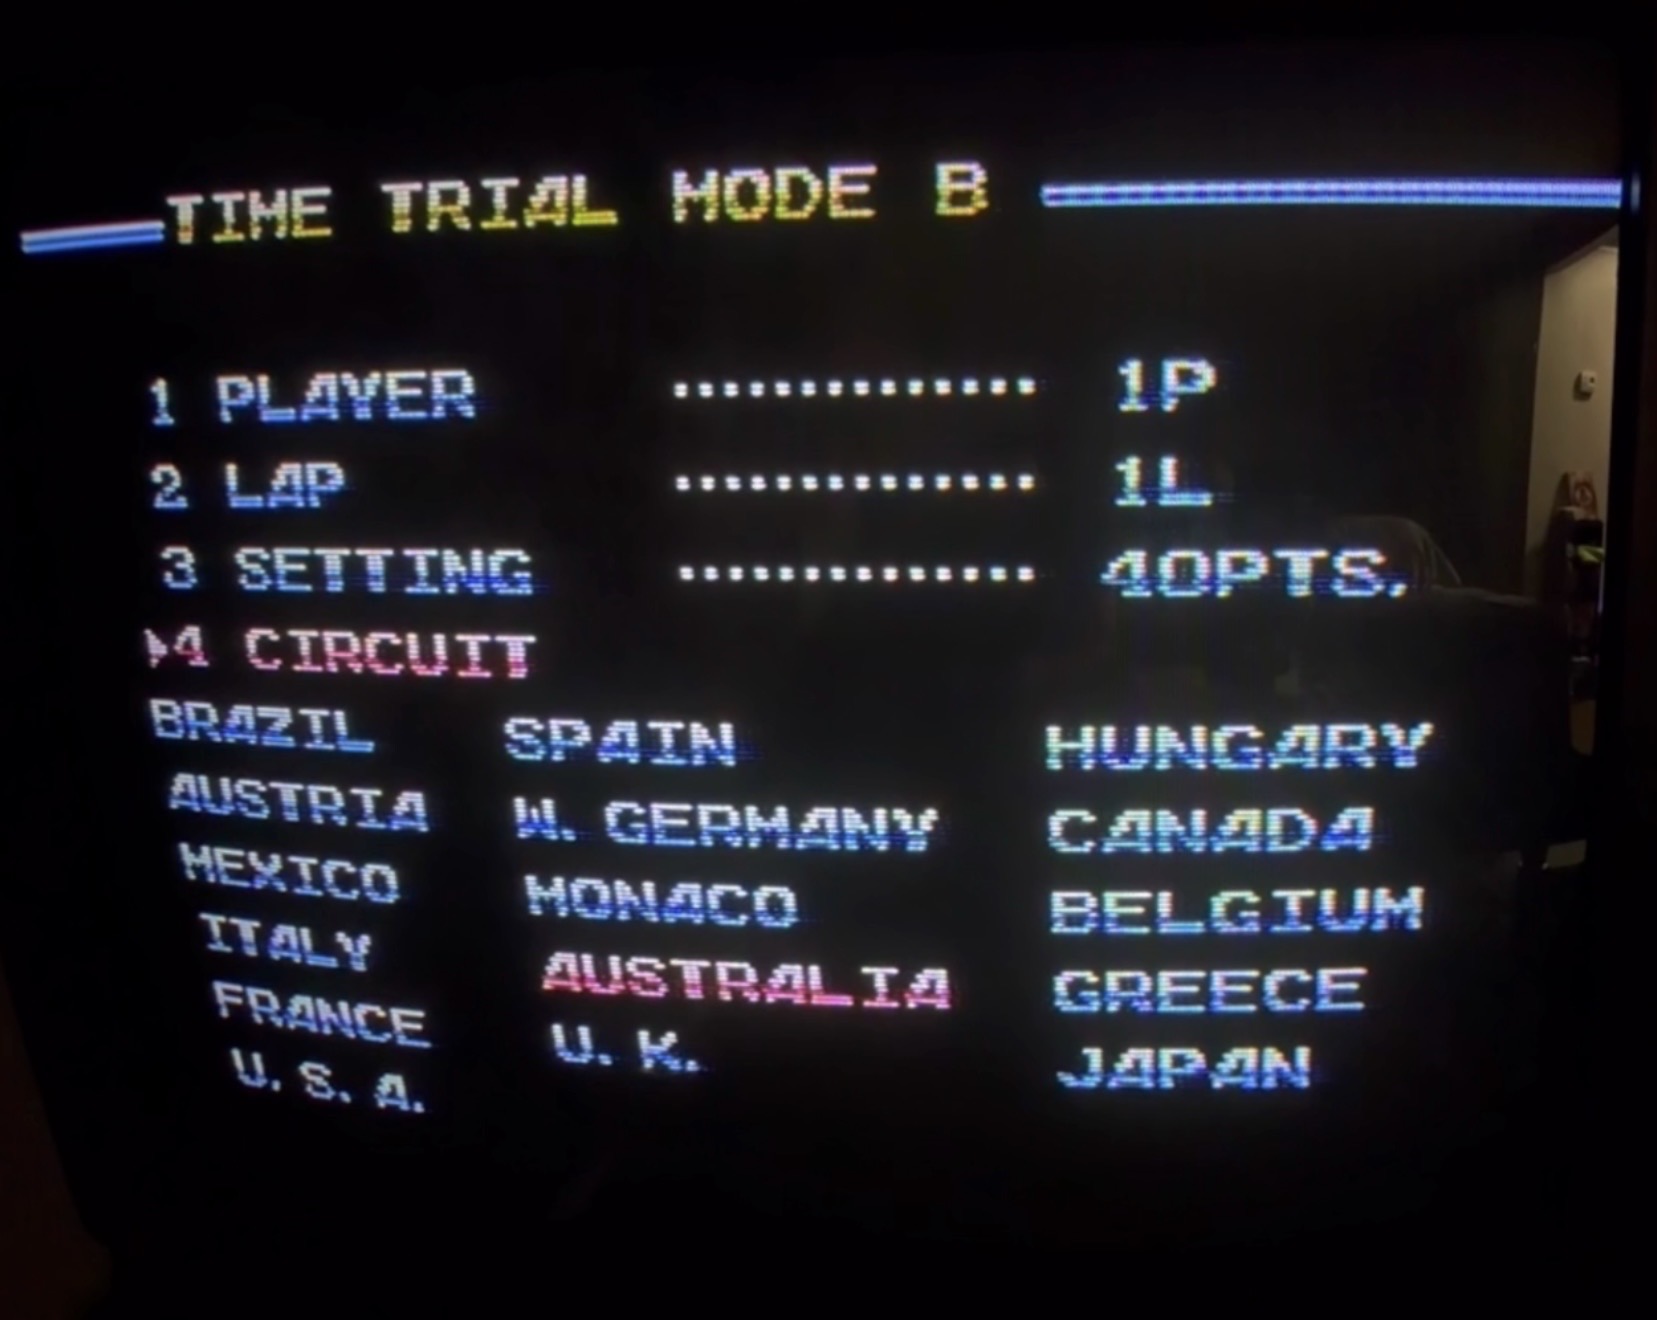 TIME TRIAL MODE B
1 PLAYER .............. 1P
2 LAP .............. 1L
3 SETTING .............. 40PTS.
▶4 CIRCUIT
BRAZIL SPAIN HUNGARY
AUSTRIA W. GERMANY CANADA
MEXICO MONACO BELGIUM
ITALY AUSTRALIA GREECE
FRANCE U. K. JAPAN
U. S. A.